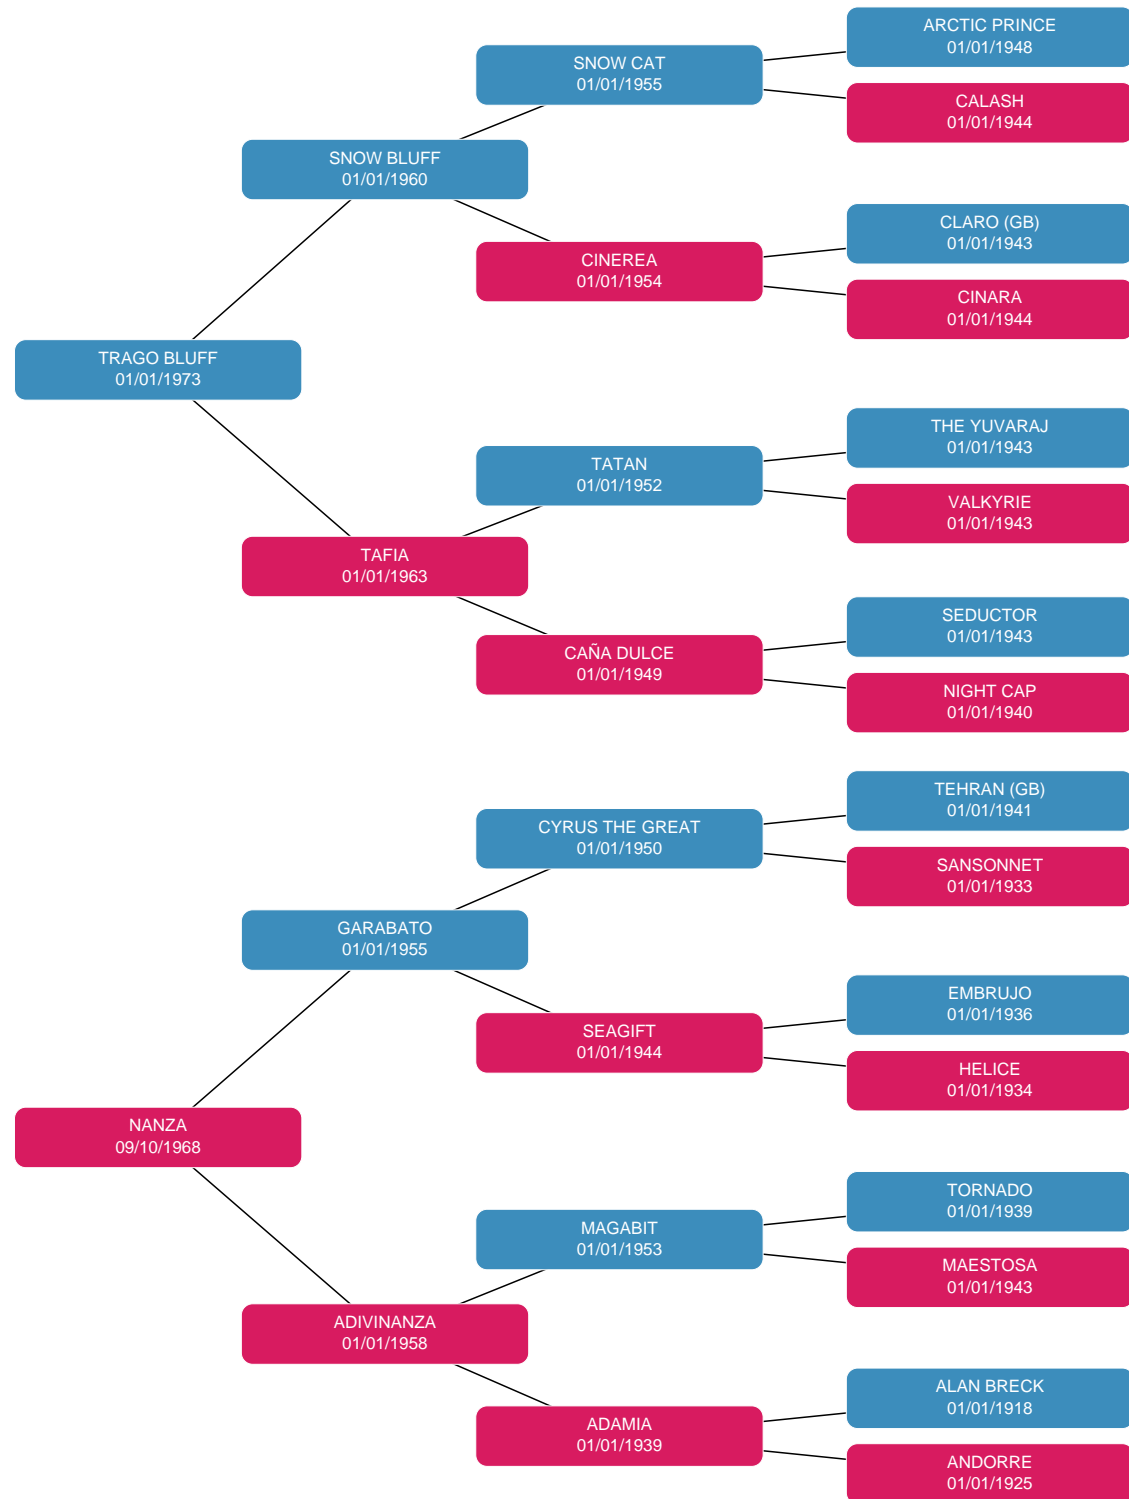 ARCTIC PRINCE
01/01/1948
SNOW CAT
01/01/1955
CALASH
01/01/1944
SNOW BLUFF
01/01/1960
CLARO (GB)
01/01/1943
CINEREA
01/01/1954
CINARA
01/01/1944
TRAGO BLUFF
01/01/1973
THE YUVARAJ
01/01/1943
TATAN
01/01/1952
VALKYRIE
01/01/1943
TAFIA
01/01/1963
SEDUCTOR
01/01/1943
CAÑA DULCE
01/01/1949
NIGHT CAP
01/01/1940
TEHRAN (GB)
01/01/1941
CYRUS THE GREAT
01/01/1950
SANSONNET
01/01/1933
GARABATO
01/01/1955
EMBRUJO
01/01/1936
SEAGIFT
01/01/1944
HELICE
01/01/1934
NANZA
09/10/1968
TORNADO
01/01/1939
MAGABIT
01/01/1953
MAESTOSA
01/01/1943
ADIVINANZA
01/01/1958
ALAN BRECK
01/01/1918
ADAMIA
01/01/1939
ANDORRE
01/01/1925